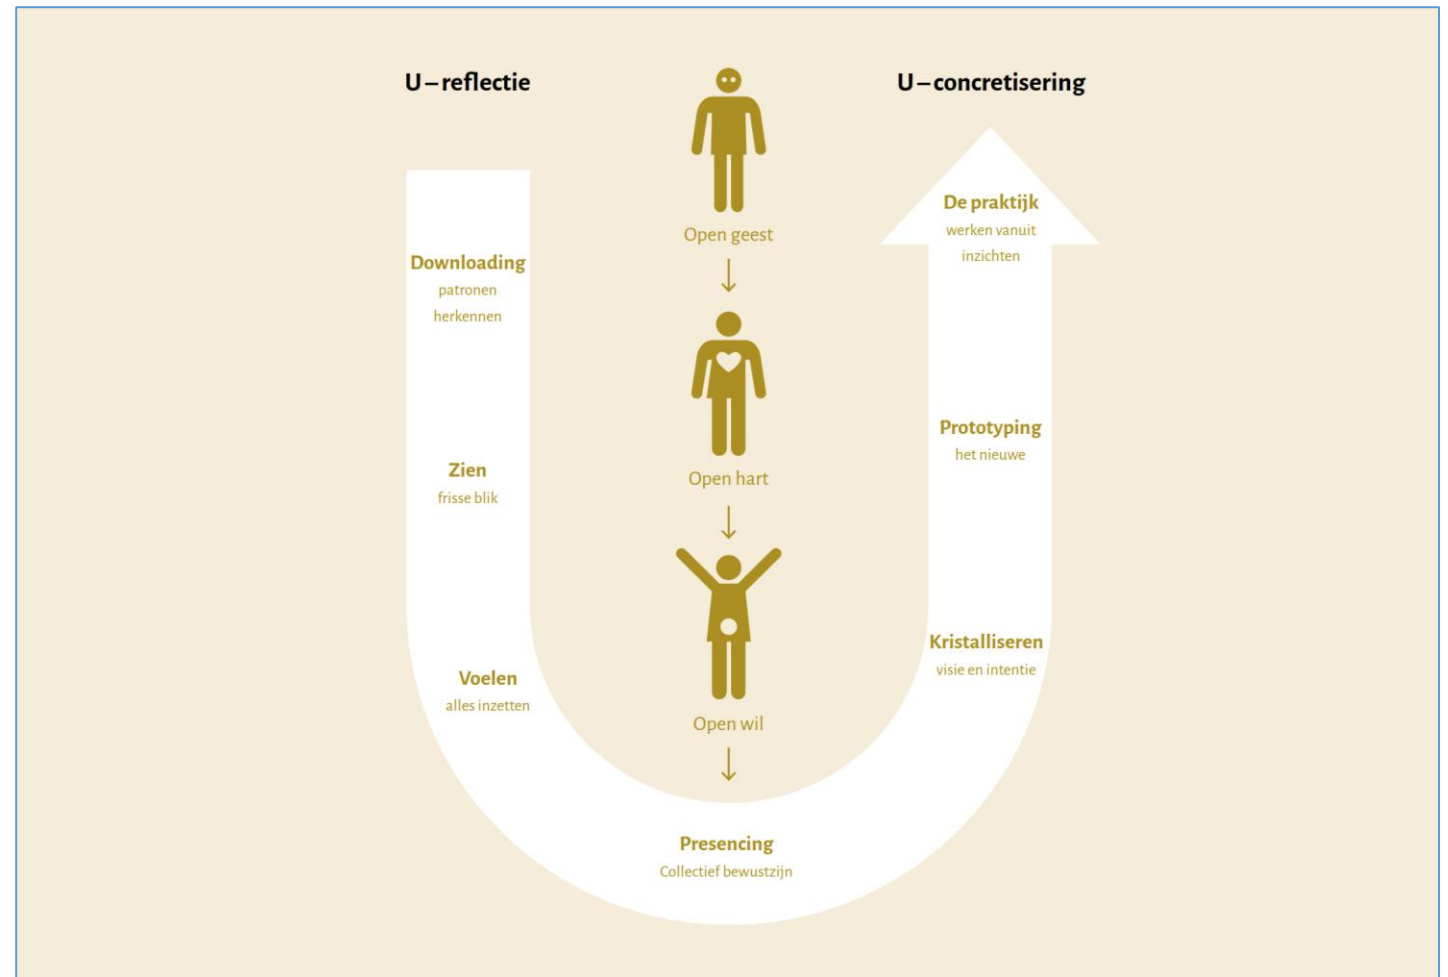 U – reflectie
U – concretisering
Downloading
patronen
herkennen
Zien
frisse blik
Voelen
alles inzetten
Open geest
Open hart
Open wil
Presencing
Collectief bewustzijn
De praktijk
werken vanuit
inzichten
Prototyping
het nieuwe
Kristalliseren
visie en intentie